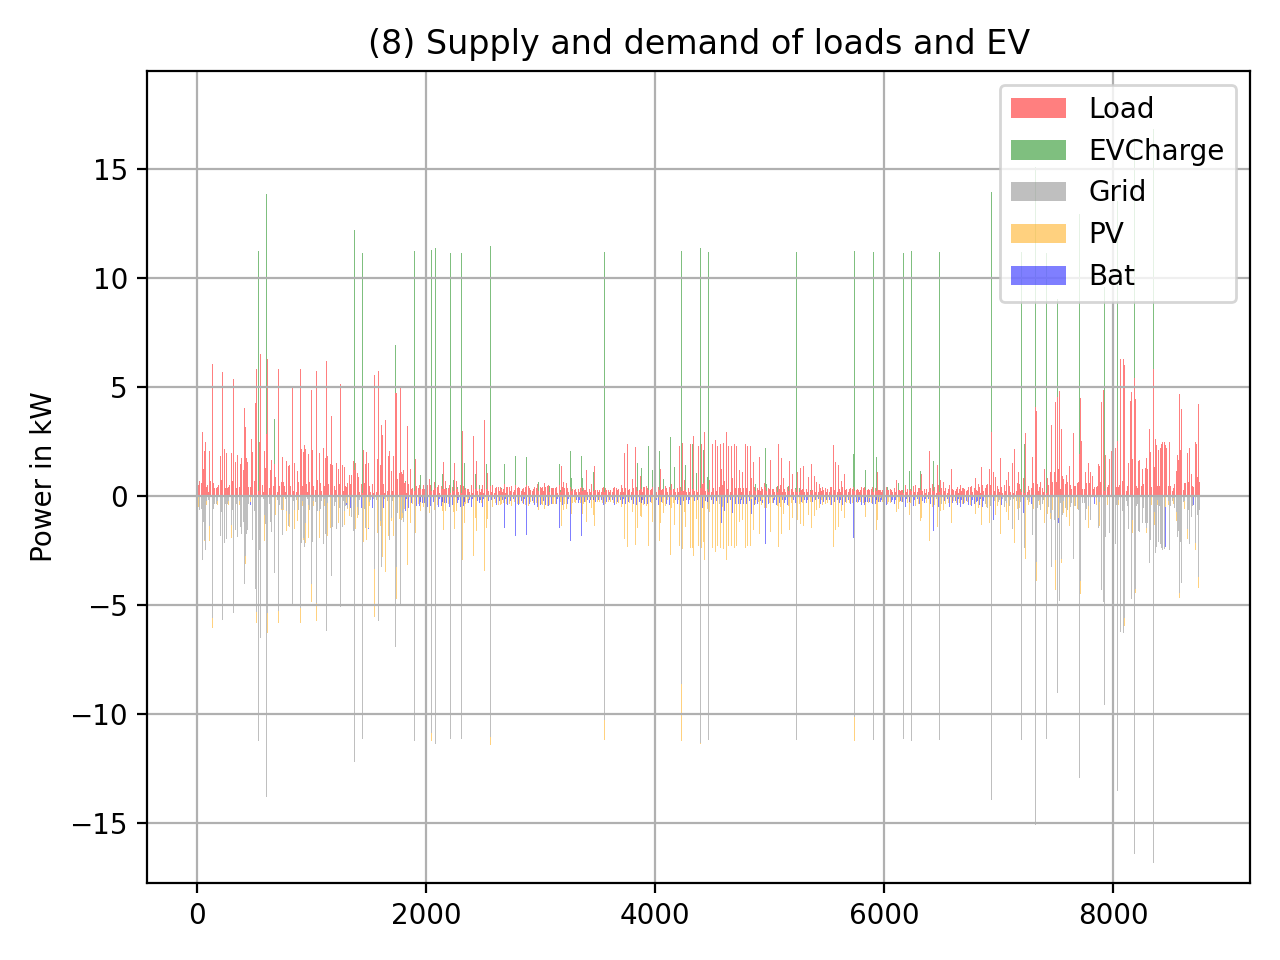 (8) Supply and demand of loads and EV
Load
EVCharge
Grid
PV
Bat
Power in kW
15
10
5
0
−5
−10
−15
0
2000
4000
6000
8000